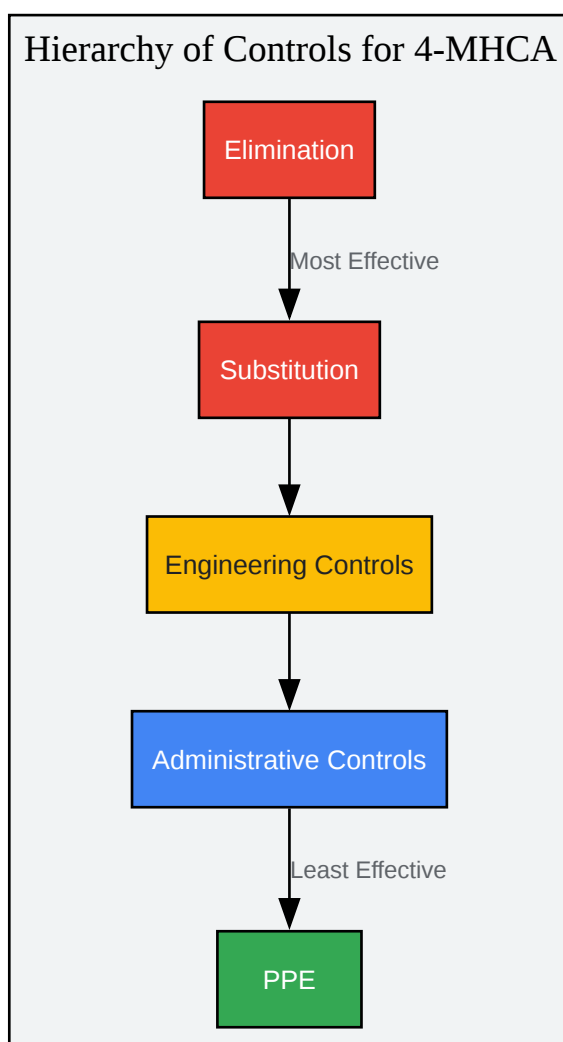 Hierarchy of Controls for 4-MHCA
Elimination
Most Effective
Substitution
Engineering Controls
Administrative Controls
Least Effective
PPE